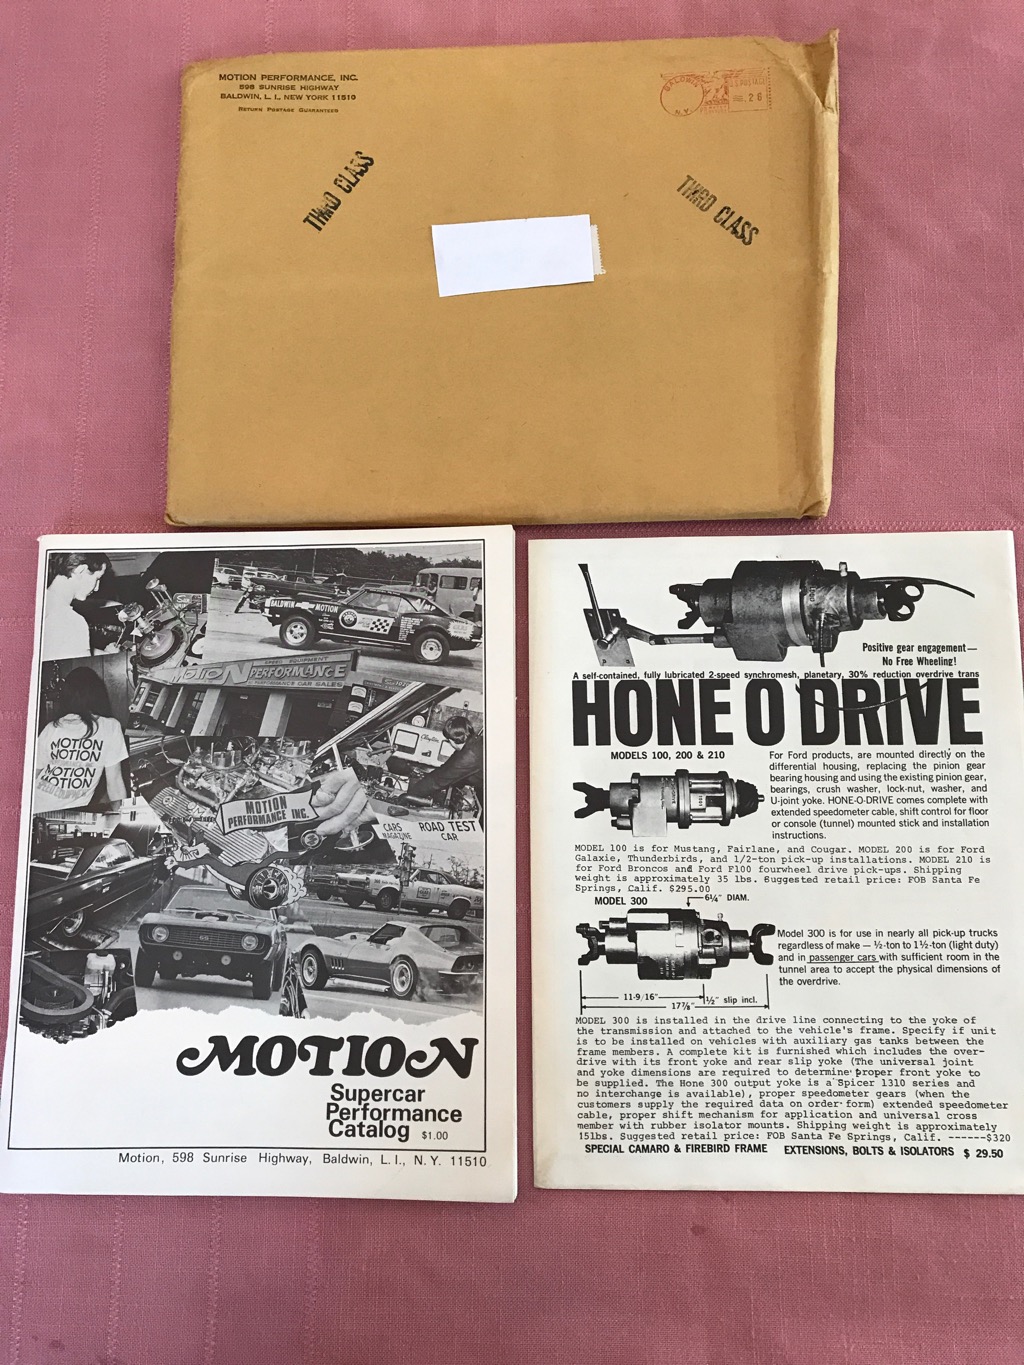 MOTION PERFORMANCE, INC.
598 SUNRISE HIGHWAY
BALDWIN, L. I., NEW YORK 11510
RETURN POSTAGE GUARANTEED
BALDWIN
N.Y.
THIRD CLASS
THIRD CLASS
BALDWIN MOTION
SPEED EQUIPMENT
MOTION PERFORMANCE
PERFORMANCE CAR SALES
MOTION
MOTION
MOTION
MOTION
MOTION
PERFORMANCE INC.
CARS
MAGAZINE
ROAD TEST
CAR
SS
MOTION
Supercar
Performance
Catalog $1.00
Motion, 598 Sunrise Highway, Baldwin, L. I., N. Y. 11510
Positive gear engagement—
No Free Wheeling!
A self-contained, fully lubricated 2-speed synchromesh, planetary, 30% reduction overdrive trans
HONE O DRIVE
MODELS 100, 200 & 210
For Ford products, are mounted directly on the
differential housing, replacing the pinion gear
bearing housing and using the existing pinion gear,
bearings, crush washer, lock-nut, washer, and
U-joint yoke. HONE-O-DRIVE comes complete with
extended speedometer cable, shift control for floor
or console (tunnel) mounted stick and installation
instructions.
MODEL 100 is for Mustang, Fairlane, and Cougar. MODEL 200 is for Ford
Galaxie, Thunderbirds, and 1/2-ton pick-up installations. MODEL 210 is
for Ford Broncos and Ford F100 fourwheel drive pick-ups. Shipping
weight is approximately 35 lbs. Suggested retail price: FOB Santa Fe
Springs, Calif. $295.00
MODEL 300
6¼" DIAM.
Model 300 is for use in nearly all pick-up trucks
regardless of make — ½-ton to 1½-ton (light duty)
and in passenger cars with sufficient room in the
tunnel area to accept the physical dimensions of
the overdrive.
11-9/16"
½" slip incl.
17⅞"
MODEL 300 is installed in the drive line connecting to the yoke of
the transmission and attached to the vehicle's frame. Specify if unit
is to be installed on vehicles with auxiliary gas tanks between the
frame members. A complete kit is furnished which includes the over-
drive with its front yoke and rear slip yoke (The universal joint
and yoke dimensions are required to determine proper front yoke to
be supplied. The Hone 300 output yoke is a Spicer 1310 series and
no interchange is available), proper speedometer gears (when the
customers supply the required data on order form) extended speedometer
cable, proper shift mechanism for application and universal cross
member with rubber isolator mounts. Shipping weight is approximately
151bs. Suggested retail price: FOB Santa Fe Springs, Calif. ------$320
SPECIAL CAMARO & FIREBIRD FRAME EXTENSIONS, BOLTS & ISOLATORS $ 29.50